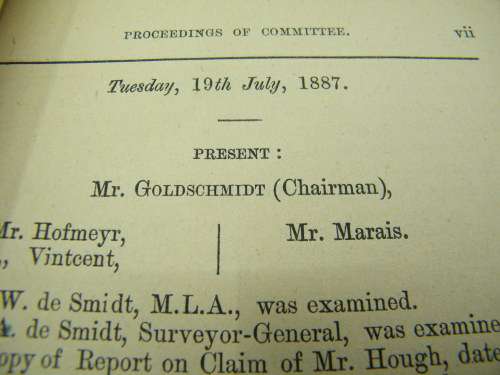 PROCEEDINGS OF COMMITTEE. vii
Tuesday, 19th July, 1887.
PRESENT :
Mr. GOLDSCHMIDT (Chairman),
Mr. Hofmeyr, Mr. Marais.
„ Vintcent,
W. de Smidt, M.L.A., was examined.
A. de Smidt, Surveyor-General, was examine
opy of Report on Claim of Mr. Hough, date